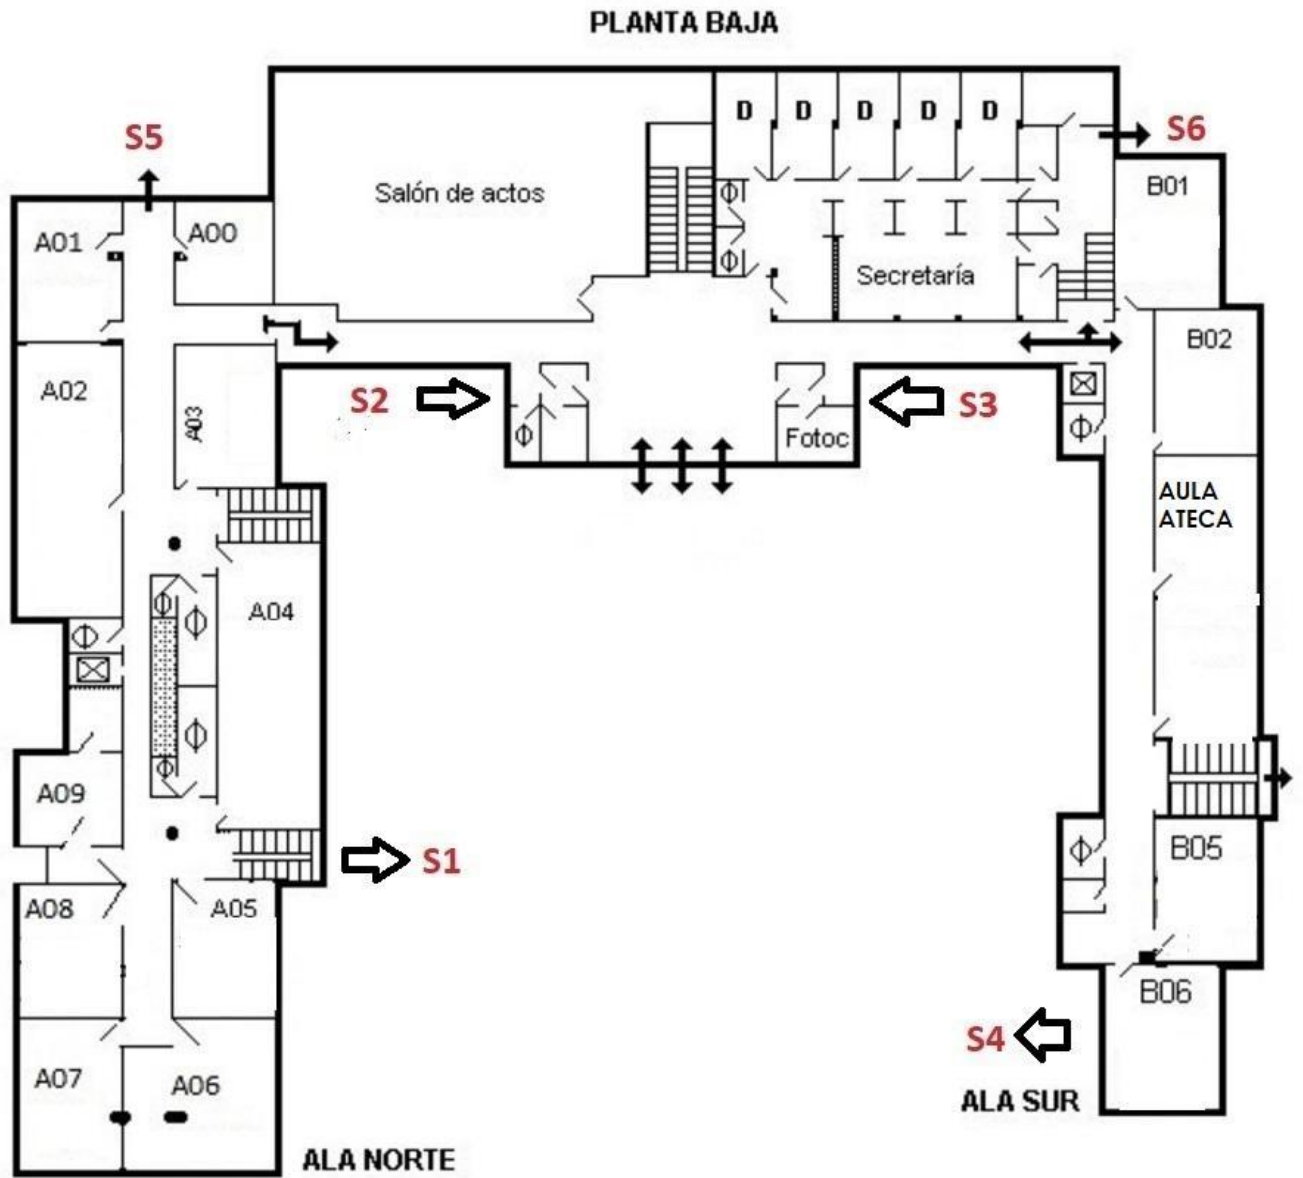 PLANTA BAJA
S5
D D D D D
S6
Salón de actos
B01
A01
A00
Secretaría
B02
A02
S2
S3
A03
Fotoc
AULA
ATECA
A04
A09
S1
B05
A08
A05
B06
S4
A07
A06
ALA SUR
ALA NORTE